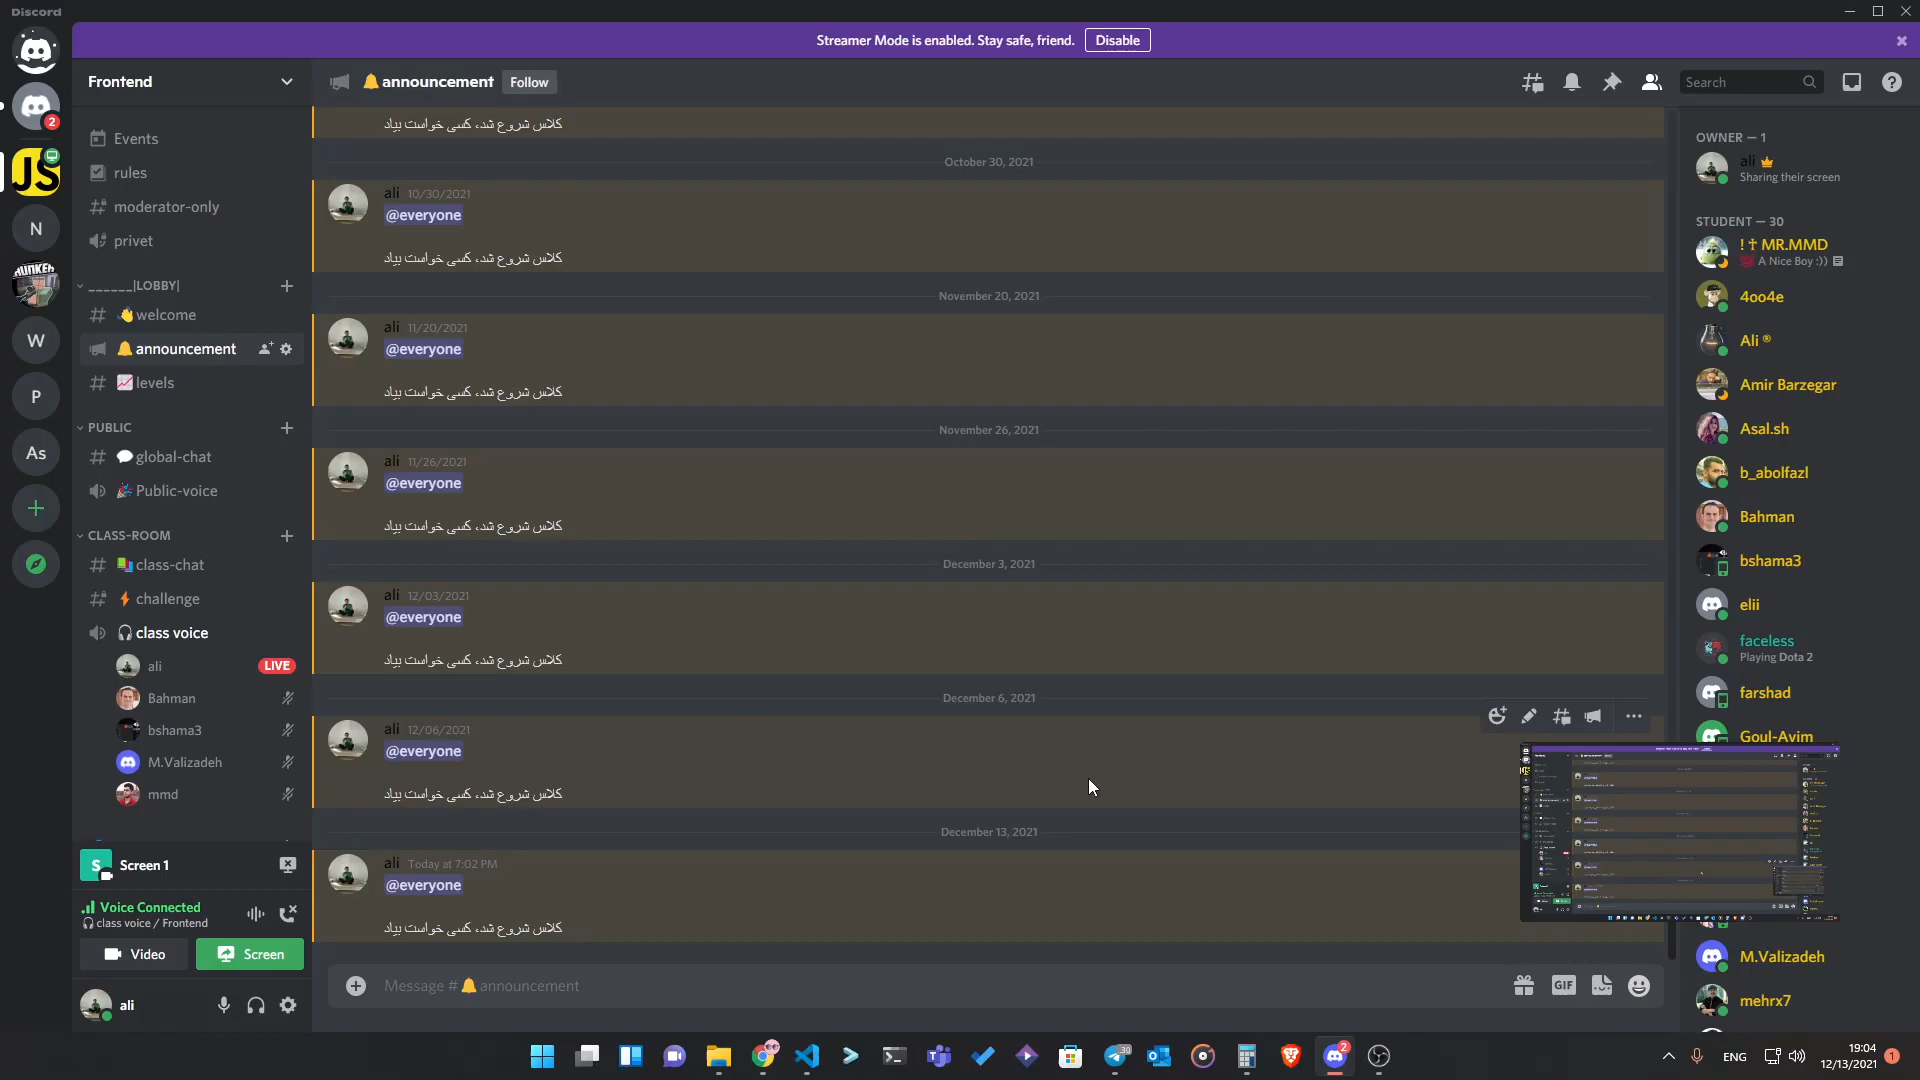 Discord
Streamer Mode is enabled. Stay safe, friend.
Disable
2
JS
N
HUNKER
W
P
As
Frontend
Events
rules
moderator-only
privet
______|LOBBY|
welcome
announcement
levels
PUBLIC
global-chat
Public-voice
CLASS-ROOM
class-chat
challenge
class voice
ali
LIVE
Bahman
bshama3
M.Valizadeh
mmd
S
Screen 1
Voice Connected
class voice / Frontend
Video
Screen
ali
announcement
Follow
Search
کلاس شروع شد، کسی خواست بیاد
October 30, 2021
ali 10/30/2021
@everyone
کلاس شروع شد، کسی خواست بیاد
November 20, 2021
ali 11/20/2021
@everyone
کلاس شروع شد، کسی خواست بیاد
November 26, 2021
ali 11/26/2021
@everyone
کلاس شروع شد، کسی خواست بیاد
December 3, 2021
ali 12/03/2021
@everyone
کلاس شروع شد، کسی خواست بیاد
December 6, 2021
ali 12/06/2021
@everyone
کلاس شروع شد، کسی خواست بیاد
December 13, 2021
ali Today at 7:02 PM
@everyone
کلاس شروع شد، کسی خواست بیاد
Message # announcement
GIF
OWNER — 1
ali
Sharing their screen
STUDENT — 30
! † MR.MMD
A Nice Boy :))
4oo4e
Ali ®
Amir Barzegar
Asal.sh
b_abolfazl
Bahman
bshama3
elii
faceless
Playing Dota 2
farshad
Goul-Avim
M.Valizadeh
mehrx7
30
2
ENG
19:04
12/13/2021
1